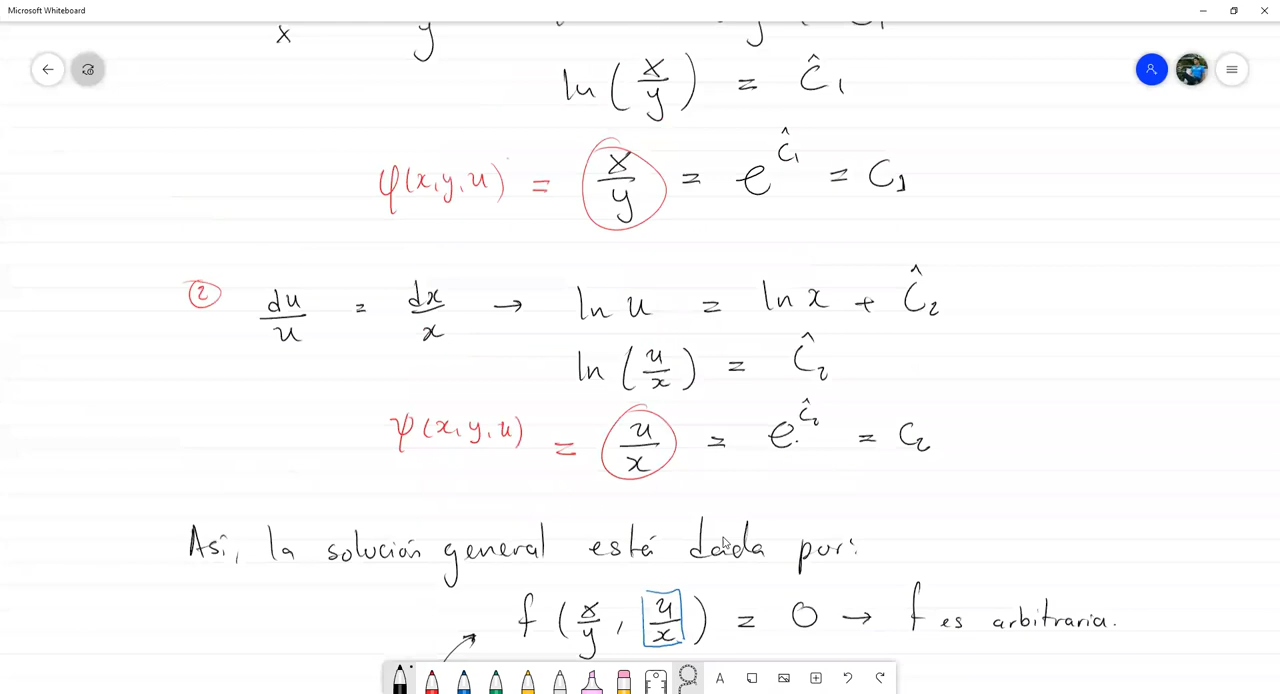 Microsoft Whiteboard
x y
ln (x/y) = Ĉ₁
φ(x,y,u) = x/y = e^Ĉ₁ = C₁
② du/u = dx/x → ln u = ln x + Ĉ₂
ln (u/x) = Ĉ₂
ψ(x,y,u) = u/x = e^Ĉ₂ = C₂
Así, la solución general está dada por:
f (x/y, u/x) = 0 → f es arbitraria.
A